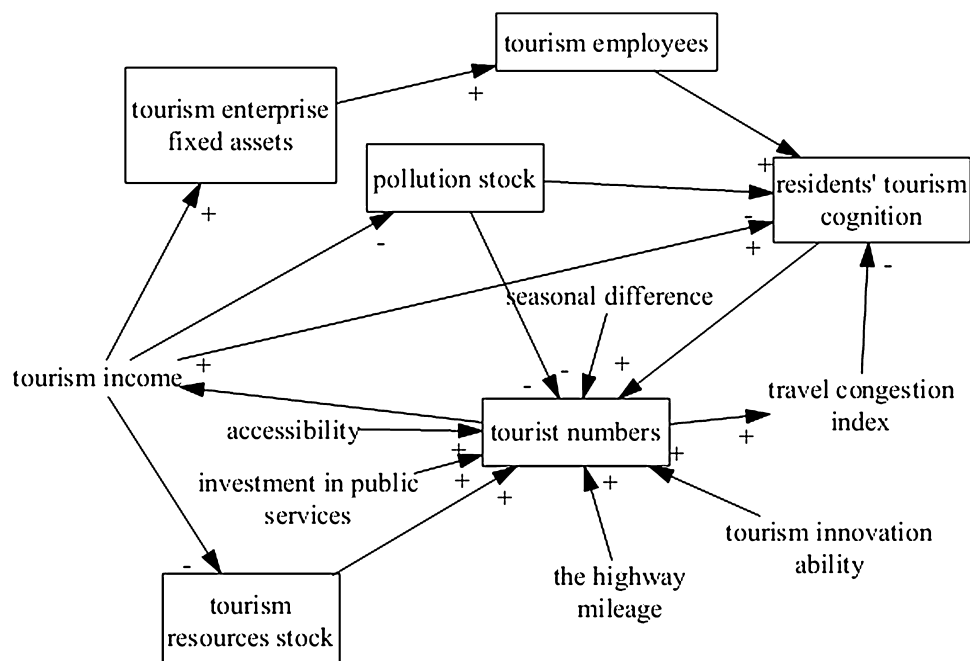 tourism employees
+
tourism enterprise
fixed assets
+
pollution stock
+
residents' tourism
cognition
+
-
-
+
-
seasonal difference
tourism income
+
-
-
+
travel congestion
index
accessibility
tourist numbers
+
+
+
investment in public
services
+
+
+
tourism innovation
ability
-
tourism
resources stock
the highway
mileage